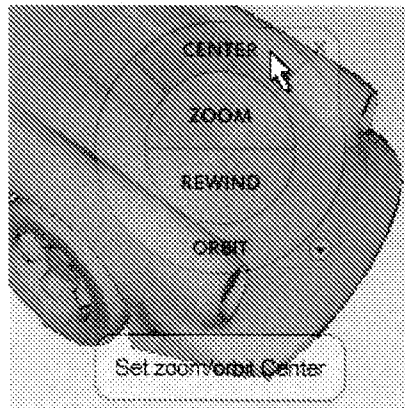 CENTER
ZOOM
REWIND
ORBIT
Set zoom/orbit Center